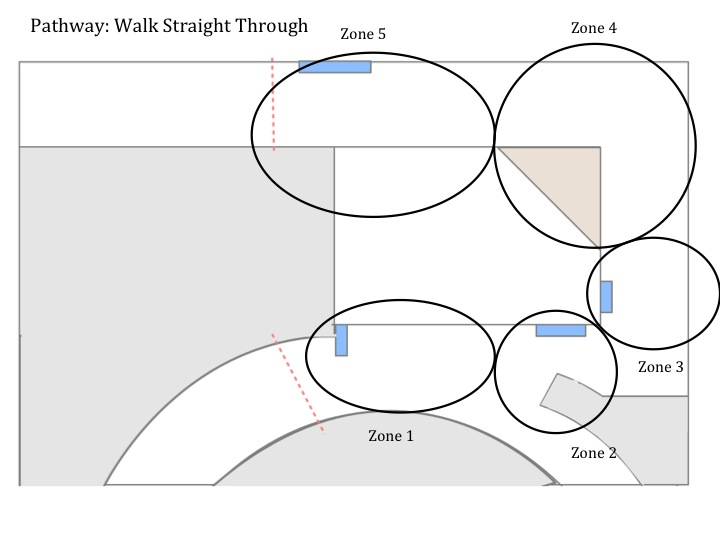 Pathway: Walk Straight Through
Zone 5
Zone 4
Zone 3
Zone 1
Zone 2